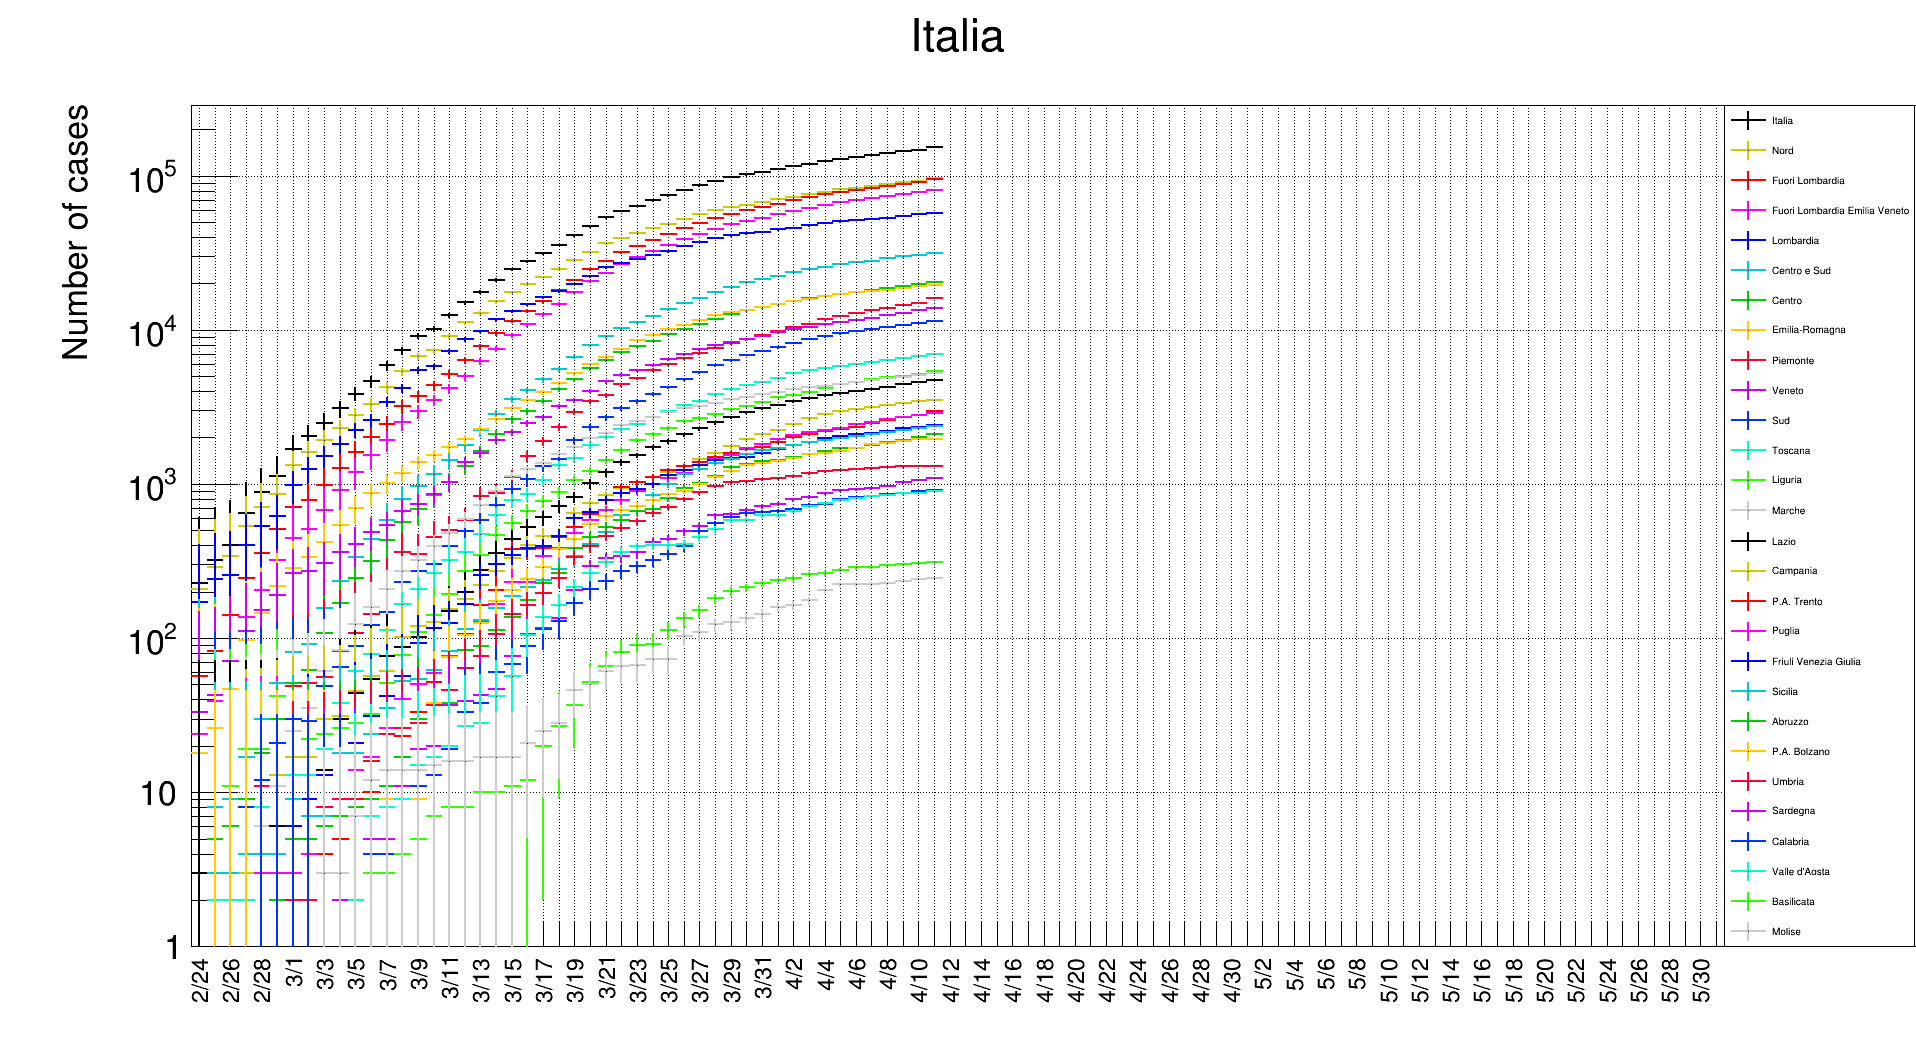 Italia
Number of cases
10^5
10^4
10^3
10^2
10
1
2/24
2/26
2/28
3/1
3/3
3/5
3/7
3/9
3/11
3/13
3/15
3/17
3/19
3/21
3/23
3/25
3/27
3/29
3/31
4/2
4/4
4/6
4/8
4/10
4/12
4/14
4/16
4/18
4/20
4/22
4/24
4/26
4/28
4/30
5/2
5/4
5/6
5/8
5/10
5/12
5/14
5/16
5/18
5/20
5/22
5/24
5/26
5/28
5/30
Italia
Nord
Fuori Lombardia
Fuori Lombardia Emilia Veneto
Lombardia
Centro e Sud
Centro
Emilia-Romagna
Piemonte
Veneto
Sud
Toscana
Liguria
Marche
Lazio
Campania
P.A. Trento
Puglia
Friuli Venezia Giulia
Sicilia
Abruzzo
P.A. Bolzano
Umbria
Sardegna
Calabria
Valle d'Aosta
Basilicata
Molise